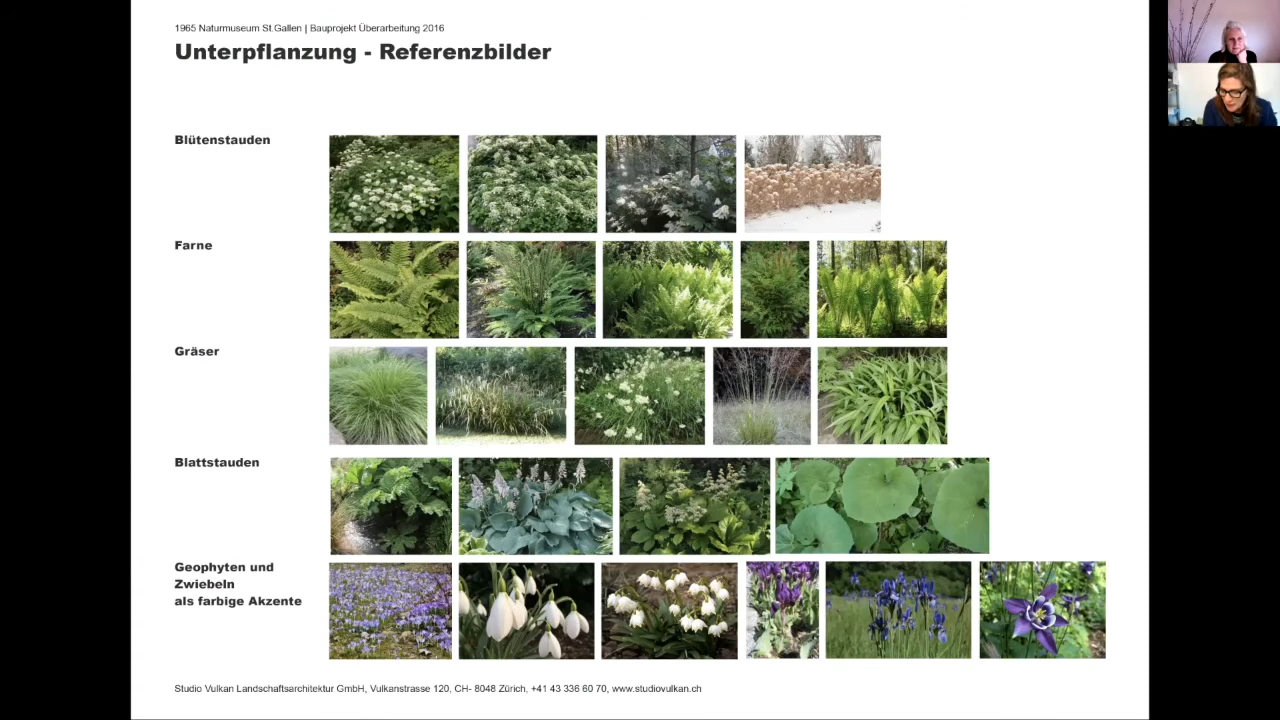 1965 Naturmuseum St.Gallen | Bauprojekt Überarbeitung 2016
Unterpflanzung - Referenzbilder
Blütenstauden
Farne
Gräser
Blattstauden
Geophyten und
Zwiebeln
als farbige Akzente
Studio Vulkan Landschaftsarchitektur GmbH, Vulkanstrasse 120, CH- 8048 Zürich, +41 43 336 60 70, www.studiovulkan.ch